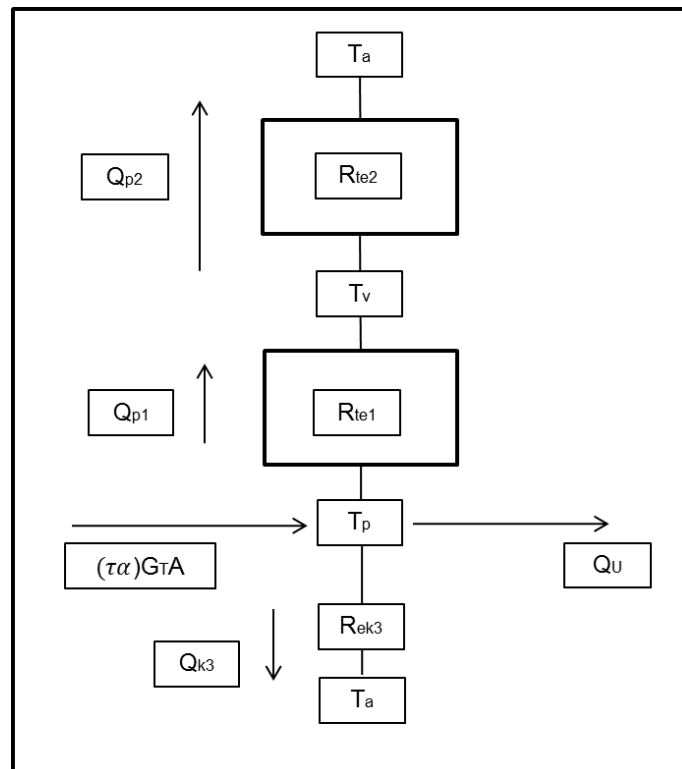 Ta
Qp2
Rte2
Tv
Qp1
Rte1
Tp
(τα)GTA
QU
Rek3
Qk3
Ta